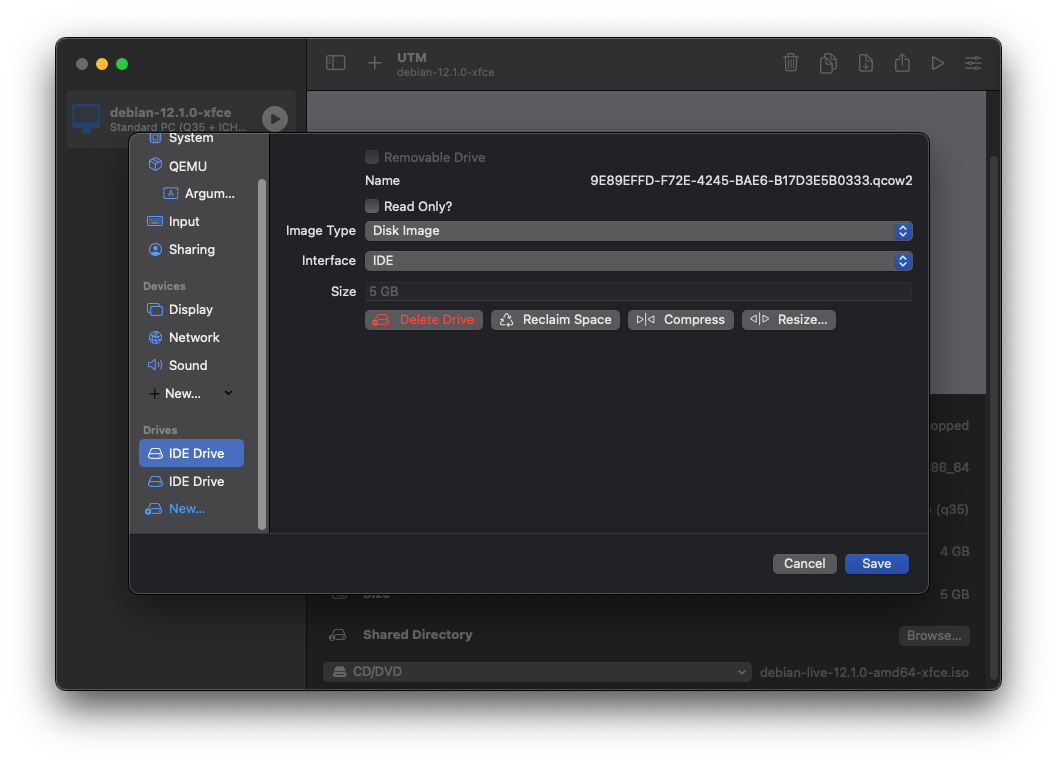 UTM
debian-12.1.0-xfce
debian-12.1.0-xfce
Standard PC (Q35 + ICH...
System
QEMU
Argum...
Input
Sharing
Devices
Display
Network
Sound
New...
Drives
IDE Drive
IDE Drive
New...
Removable Drive
Name 9E89EFFD-F72E-4245-BAE6-B17D3E5B0333.qcow2
Read Only?
Image Type Disk Image
Interface IDE
Size 5 GB
Delete Drive Reclaim Space Compress Resize...
Cancel Save
opped
86_64
(q35)
4 GB
Size 5 GB
Shared Directory Browse...
CD/DVD debian-live-12.1.0-amd64-xfce.iso